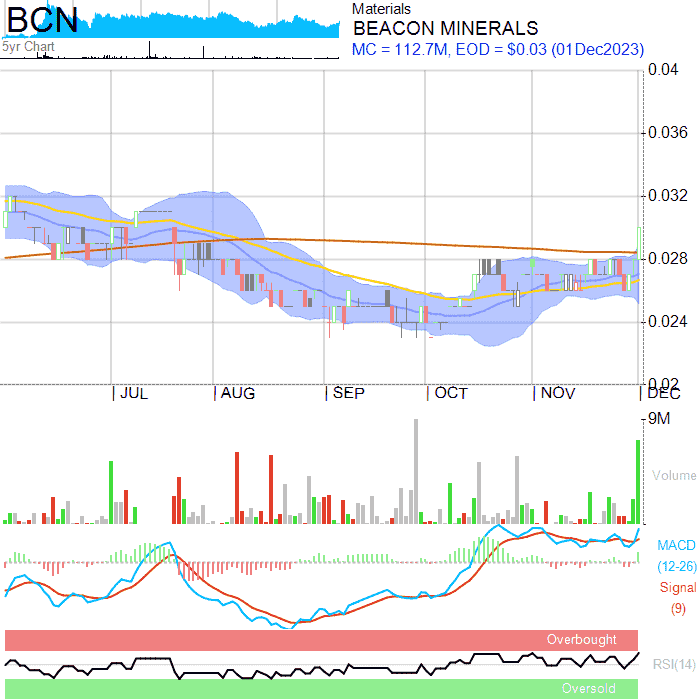 BCN
5yr Chart
Materials
BEACON MINERALS
MC = 112.7M, EOD = $0.03 (01Dec2023)
0.04
0.036
0.032
0.028
0.024
0.02
JUL AUG SEP OCT NOV DEC
9M
Volume
MACD
(12-26)
Signal
(9)
Overbought
RSI(14)
Oversold